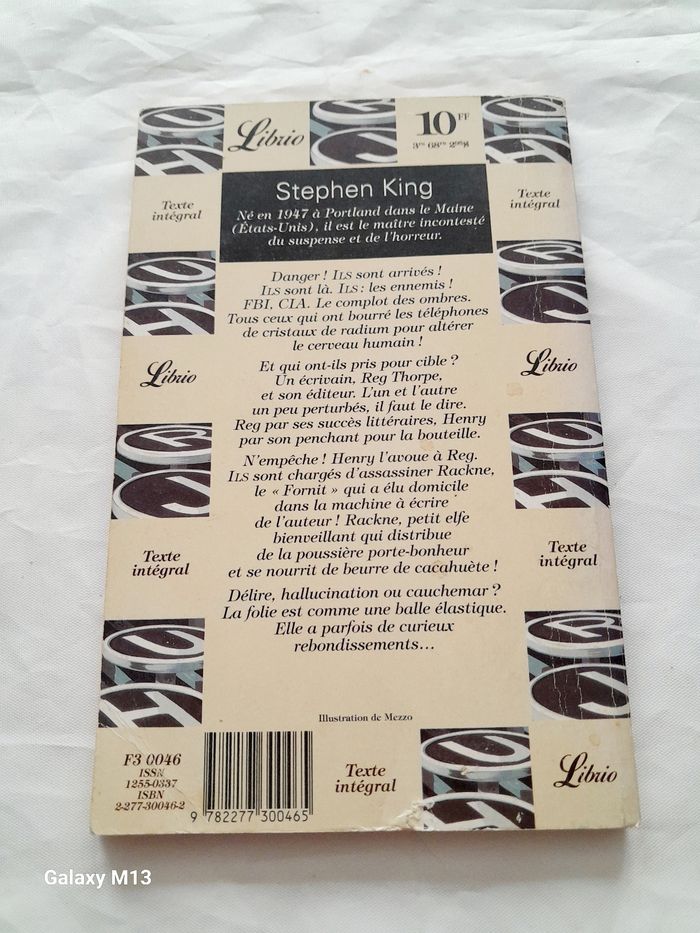 Librio
10 FF
Texte
intégral
Stephen King
Né en 1947 à Portland dans le Maine
(États-Unis), il est le maître incontesté
du suspense et de l'horreur.
Texte
intégral
Danger ! ILS sont arrivés !
ILS sont là. ILS : les ennemis !
FBI, CIA. Le complot des ombres.
Tous ceux qui ont bourré les téléphones
de cristaux de radium pour altérer
le cerveau humain !
Librio
Librio
Et qui ont-ils pris pour cible ?
Un écrivain, Reg Thorpe,
et son éditeur. L'un et l'autre
un peu perturbés, il faut le dire.
Reg par ses succès littéraires, Henry
par son penchant pour la bouteille.
N'empêche ! Henry l'avoue à Reg.
ILS sont chargés d'assassiner Rackne,
le « Fornit » qui a élu domicile
dans la machine à écrire
de l'auteur ! Rackne, petit elfe
bienveillant qui distribue
de la poussière porte-bonheur
et se nourrit de beurre de cacahuète !
Texte
intégral
Texte
intégral
Délire, hallucination ou cauchemar ?
La folie est comme une balle élastique.
Elle a parfois de curieux
rebondissements...
Illustration de Mezzo
F3 0046
ISSN
1255-0337
ISBN
2-277-30046-2
9 782277 300465
Texte
intégral
Librio
Galaxy M13